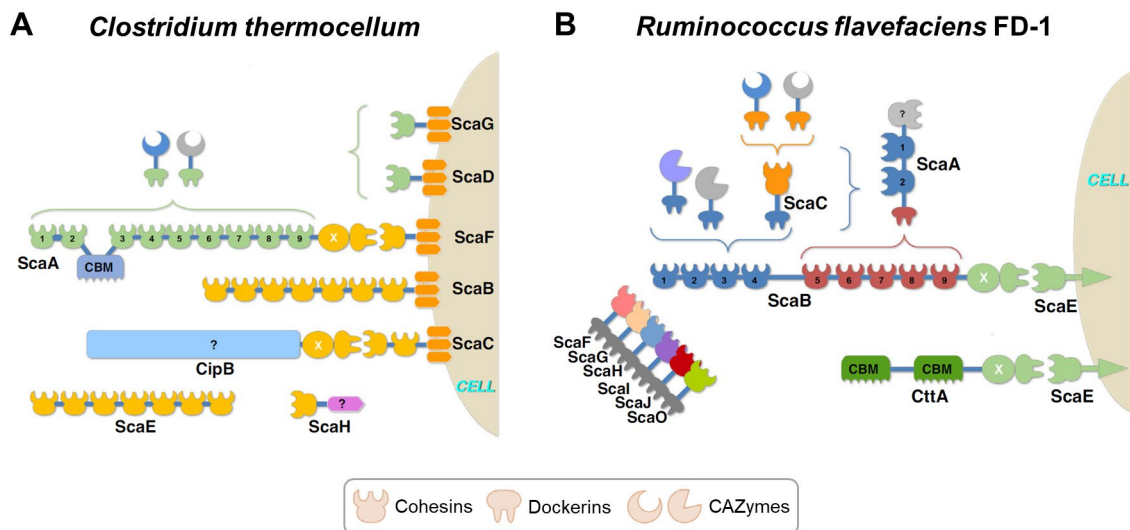 A Clostridium thermocellum
ScaG
ScaD
1 2 3 4 5 6 7 8 9 X
ScaF
ScaA
CBM
ScaB
? X
ScaC
CipB
CELL
?
ScaE
ScaH
B Ruminococcus flavefaciens FD-1
?
1
ScaA
2
CELL
ScaC
1 2 3 4 5 6 7 8 9 X
ScaB
ScaE
ScaF
ScaG
ScaH
ScaI
ScaJ
ScaO
CBM CBM X
CttA
ScaE
Cohesins Dockerins CAZymes